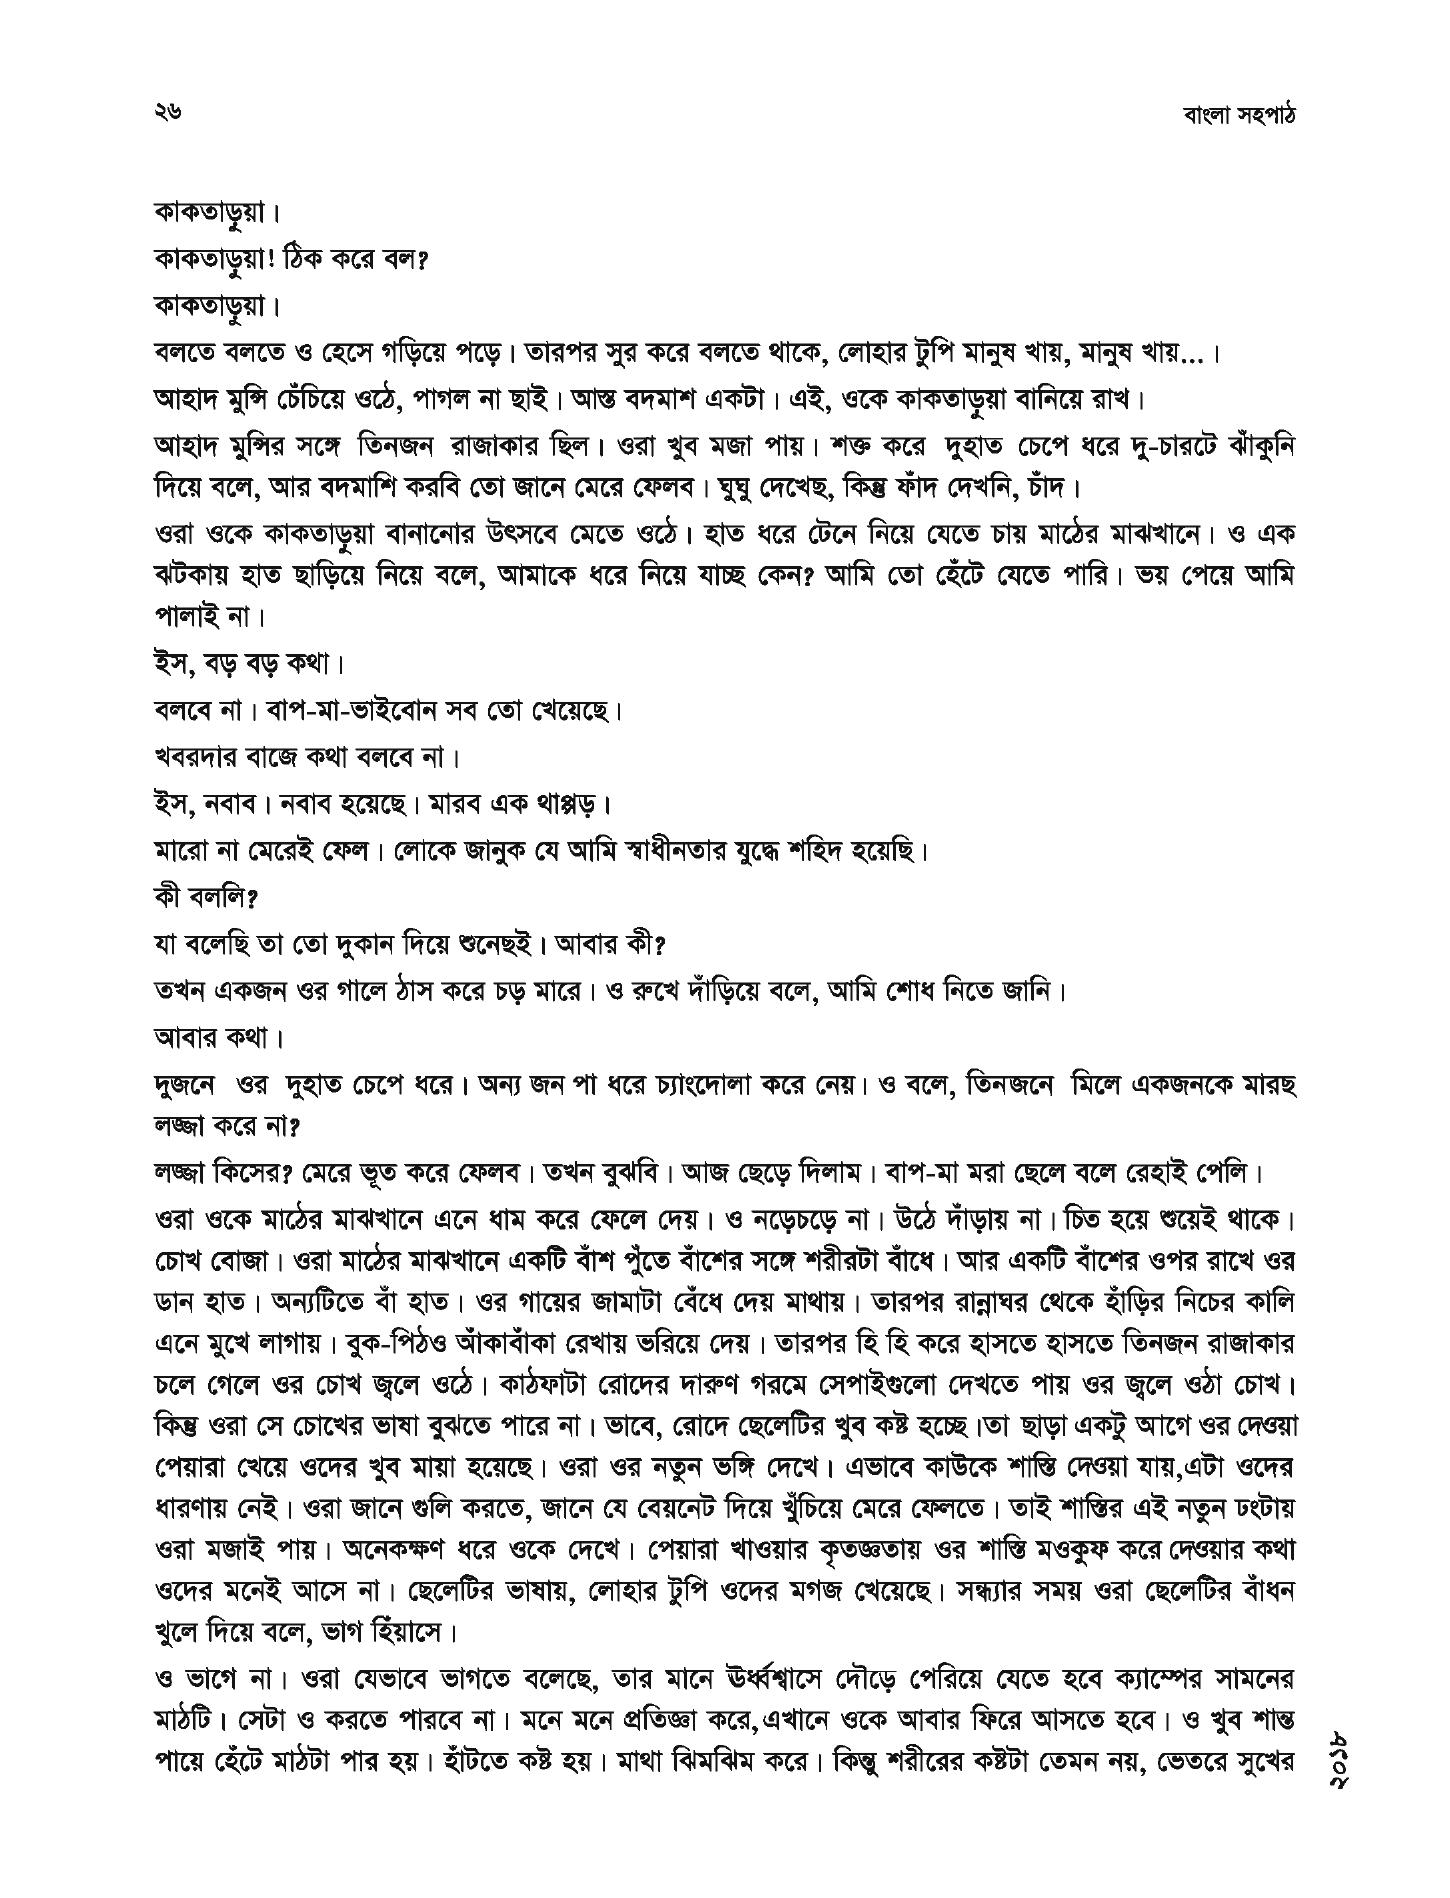 ২৬
বাংলা সহপাঠ
কাকতাড়ুয়া।
কাকতাড়ুয়া! ঠিক করে বল?
কাকতাড়ুয়া।
বলতে বলতে ও হেসে গড়িয়ে পড়ে। তারপর সুর করে বলতে থাকে, লোহার টুপি মানুষ খায়, মানুষ খায়...।
আহাদ মুন্সি চেঁচিয়ে ওঠে, পাগল না ছাই। আস্ত বদমাশ একটা। এই, ওকে কাকতাড়ুয়া বানিয়ে রাখ।
আহাদ মুন্সির সঙ্গে তিনজন রাজাকার ছিল। ওরা খুব মজা পায়। শক্ত করে দুহাত চেপে ধরে দু-চারটে ঝাঁকুনি
দিয়ে বলে, আর বদমাশি করবি তো জানে মেরে ফেলব। ঘুঘু দেখেছ, কিন্তু ফাঁদ দেখনি, চাঁদ।
ওরা ওকে কাকতাড়ুয়া বানানোর উৎসবে মেতে ওঠে। হাত ধরে টেনে নিয়ে যেতে চায় মাঠের মাঝখানে। ও এক
ঝটকায় হাত ছাড়িয়ে নিয়ে বলে, আমাকে ধরে নিয়ে যাচ্ছ কেন? আমি তো হেঁটে যেতে পারি। ভয় পেয়ে আমি
পালাই না।
ইস, বড় বড় কথা।
বলবে না। বাপ-মা-ভাইবোন সব তো খেয়েছে।
খবরদার বাজে কথা বলবে না।
ইস, নবাব। নবাব হয়েছে। মারব এক থাপ্পড়।
মারো না মেরেই ফেল। লোকে জানুক যে আমি স্বাধীনতার যুদ্ধে শহিদ হয়েছি।
কী বললি?
যা বলেছি তা তো দুকান দিয়ে শুনেছই। আবার কী?
তখন একজন ওর গালে ঠাস করে চড় মারে। ও রুখে দাঁড়িয়ে বলে, আমি শোধ নিতে জানি।
আবার কথা।
দুজনে ওর দুহাত চেপে ধরে। অন্য জন পা ধরে চ্যাংদোলা করে নেয়। ও বলে, তিনজনে মিলে একজনকে মারছ
লজ্জা করে না?
লজ্জা কিসের? মেরে ভূত করে ফেলব। তখন বুঝবি। আজ ছেড়ে দিলাম। বাপ-মা মরা ছেলে বলে রেহাই পেলি।
ওরা ওকে মাঠের মাঝখানে এনে ধাম করে ফেলে দেয়। ও নড়েচড়ে না। উঠে দাঁড়ায় না। চিত হয়ে শুয়েই থাকে।
চোখ বোজা। ওরা মাঠের মাঝখানে একটি বাঁশ পুঁতে বাঁশের সঙ্গে শরীরটা বাঁধে। আর একটি বাঁশের ওপর রাখে ওর
ডান হাত। অন্যটিতে বাঁ হাত। ওর গায়ের জামাটা বেঁধে দেয় মাথায়। তারপর রান্নাঘর থেকে হাঁড়ির নিচের কালি
এনে মুখে লাগায়। বুক-পিঠও আঁকাবাঁকা রেখায় ভরিয়ে দেয়। তারপর হি হি করে হাসতে হাসতে তিনজন রাজাকার
চলে গেলে ওর চোখ জ্বলে ওঠে। কাঠফাটা রোদের দারুণ গরমে সেপাইগুলো দেখতে পায় ওর জ্বলে ওঠা চোখ।
কিন্তু ওরা সে চোখের ভাষা বুঝতে পারে না। ভাবে, রোদে ছেলেটির খুব কষ্ট হচ্ছে।তা ছাড়া একটু আগে ওর দেওয়া
পেয়ারা খেয়ে ওদের খুব মায়া হয়েছে। ওরা ওর নতুন ভঙ্গি দেখে। এভাবে কাউকে শাস্তি দেওয়া যায়,এটা ওদের
ধারণায় নেই। ওরা জানে গুলি করতে, জানে যে বেয়নেট দিয়ে খুঁচিয়ে মেরে ফেলতে। তাই শাস্তির এই নতুন ঢংটায়
ওরা মজাই পায়। অনেকক্ষণ ধরে ওকে দেখে। পেয়ারা খাওয়ার কৃতজ্ঞতায় ওর শাস্তি মওকুফ করে দেওয়ার কথা
ওদের মনেই আসে না। ছেলেটির ভাষায়, লোহার টুপি ওদের মগজ খেয়েছে। সন্ধ্যার সময় ওরা ছেলেটির বাঁধন
খুলে দিয়ে বলে, ভাগ হিঁয়াসে।
ও ভাগে না। ওরা যেভাবে ভাগতে বলেছে, তার মানে ঊর্ধ্বশ্বাসে দৌড়ে পেরিয়ে যেতে হবে ক্যাম্পের সামনের
মাঠটি। সেটা ও করতে পারবে না। মনে মনে প্রতিজ্ঞা করে,এখানে ওকে আবার ফিরে আসতে হবে। ও খুব শান্ত
পায়ে হেঁটে মাঠটা পার হয়। হাঁটতে কষ্ট হয়। মাথা ঝিমঝিম করে। কিন্তু শরীরের কষ্টটা তেমন নয়, ভেতরে সুখের
২০১৮